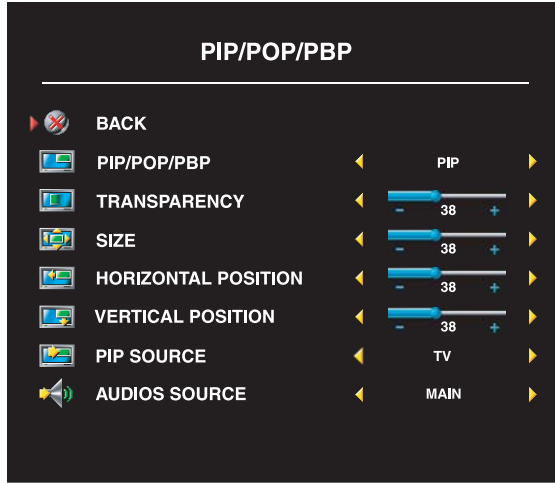 PIP/POP/PBP
BACK
PIP/POP/PBP PIP
TRANSPARENCY - 38 +
SIZE - 38 +
HORIZONTAL POSITION - 38 +
VERTICAL POSITION - 38 +
PIP SOURCE TV
AUDIOS SOURCE MAIN